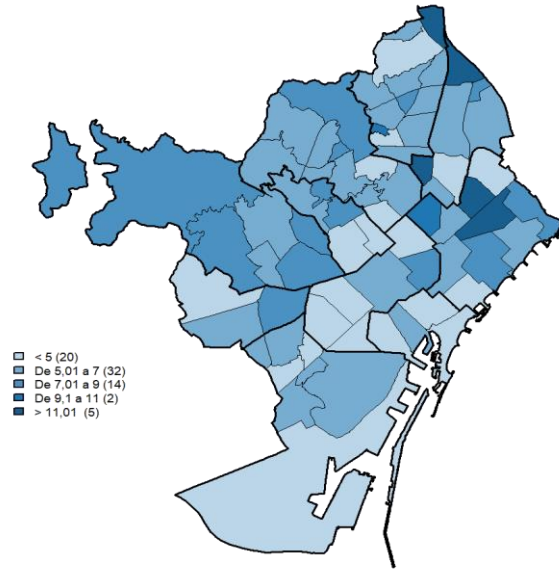 < 5 (20)
De 5,01 a 7 (32)
De 7,01 a 9 (14)
De 9,1 a 11 (2)
> 11,01 (5)